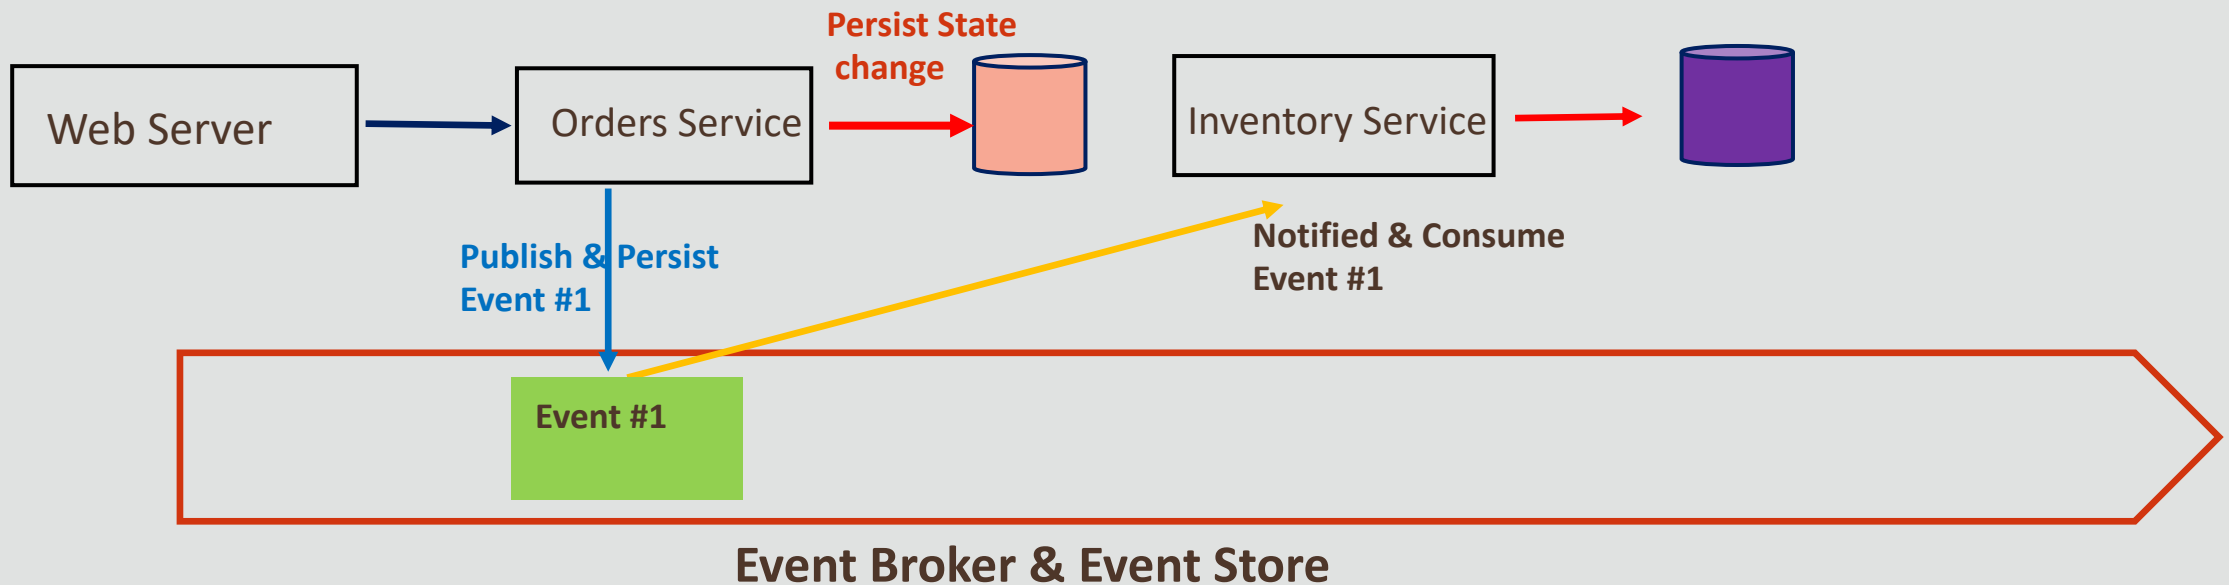 Persist State
change
Web Server
Orders Service
Inventory Service
Publish & Persist
Event #1
Notified & Consume
Event #1
Event #1
Event Broker & Event Store